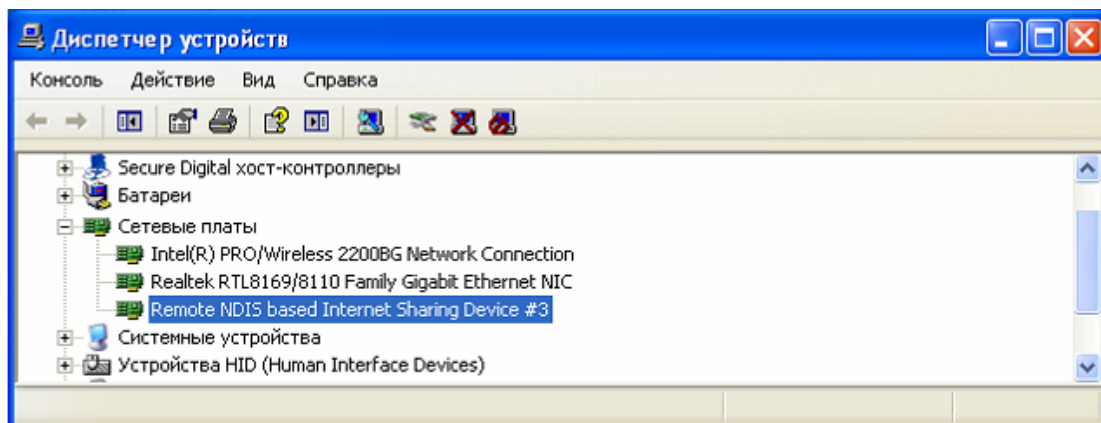 Диспетчер устройств
Консоль Действие Вид Справка
Secure Digital хост-контроллеры
Батареи
Сетевые платы
Intel(R) PRO/Wireless 2200BG Network Connection
Realtek RTL8169/8110 Family Gigabit Ethernet NIC
Remote NDIS based Internet Sharing Device #3
Системные устройства
Устройства HID (Human Interface Devices)